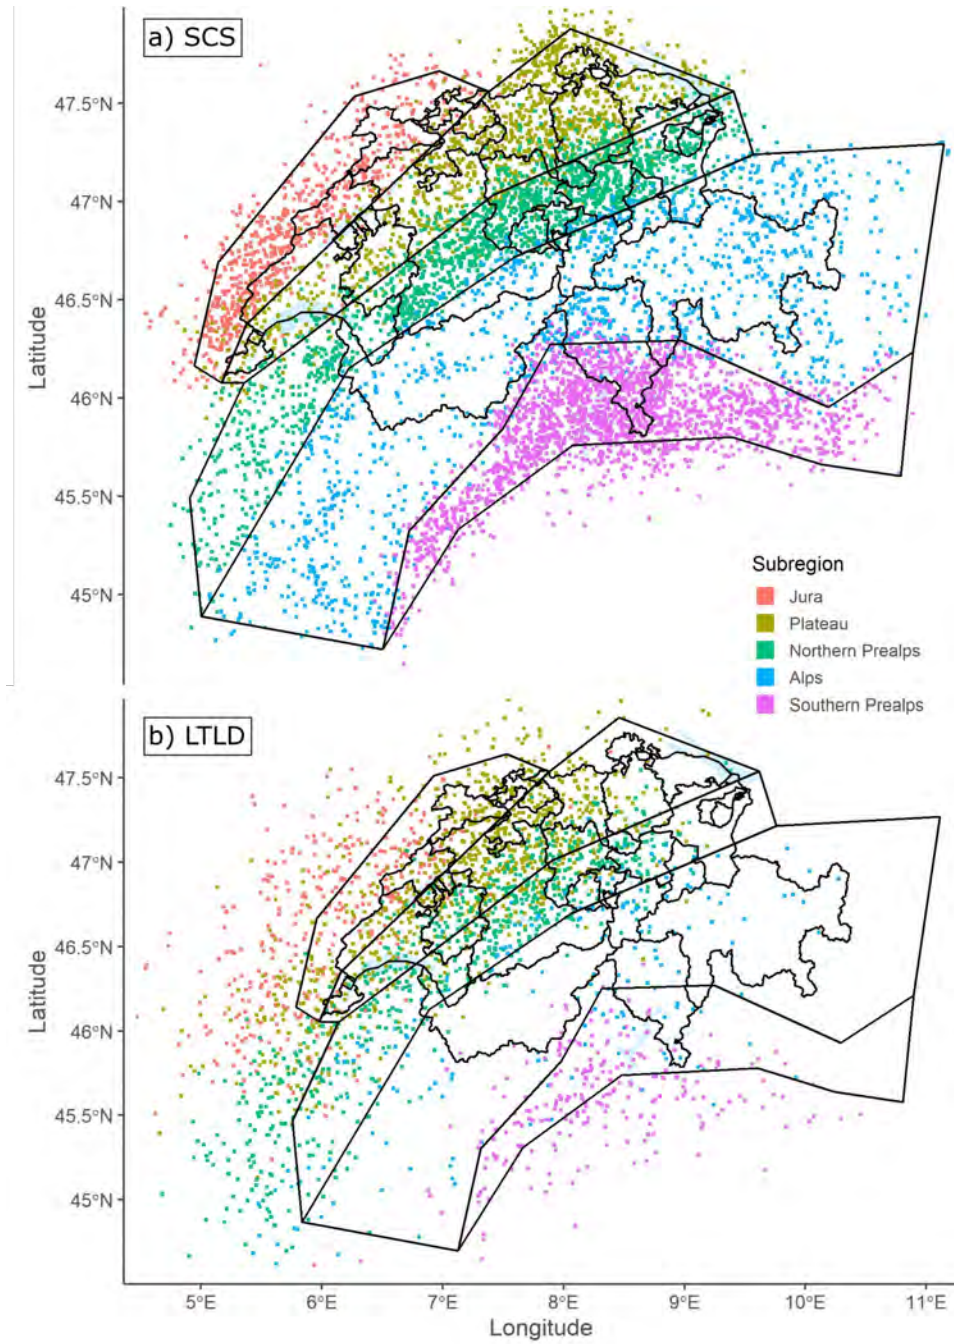 a) SCS
47.5°N
47°N
46.5°N
46°N
45.5°N
45°N
Latitude
Subregion
Jura
Plateau
Northern Prealps
Alps
Southern Prealps
b) LTLD
47.5°N
47°N
46.5°N
46°N
45.5°N
45°N
Latitude
5°E 6°E 7°E 8°E 9°E 10°E 11°E
Longitude